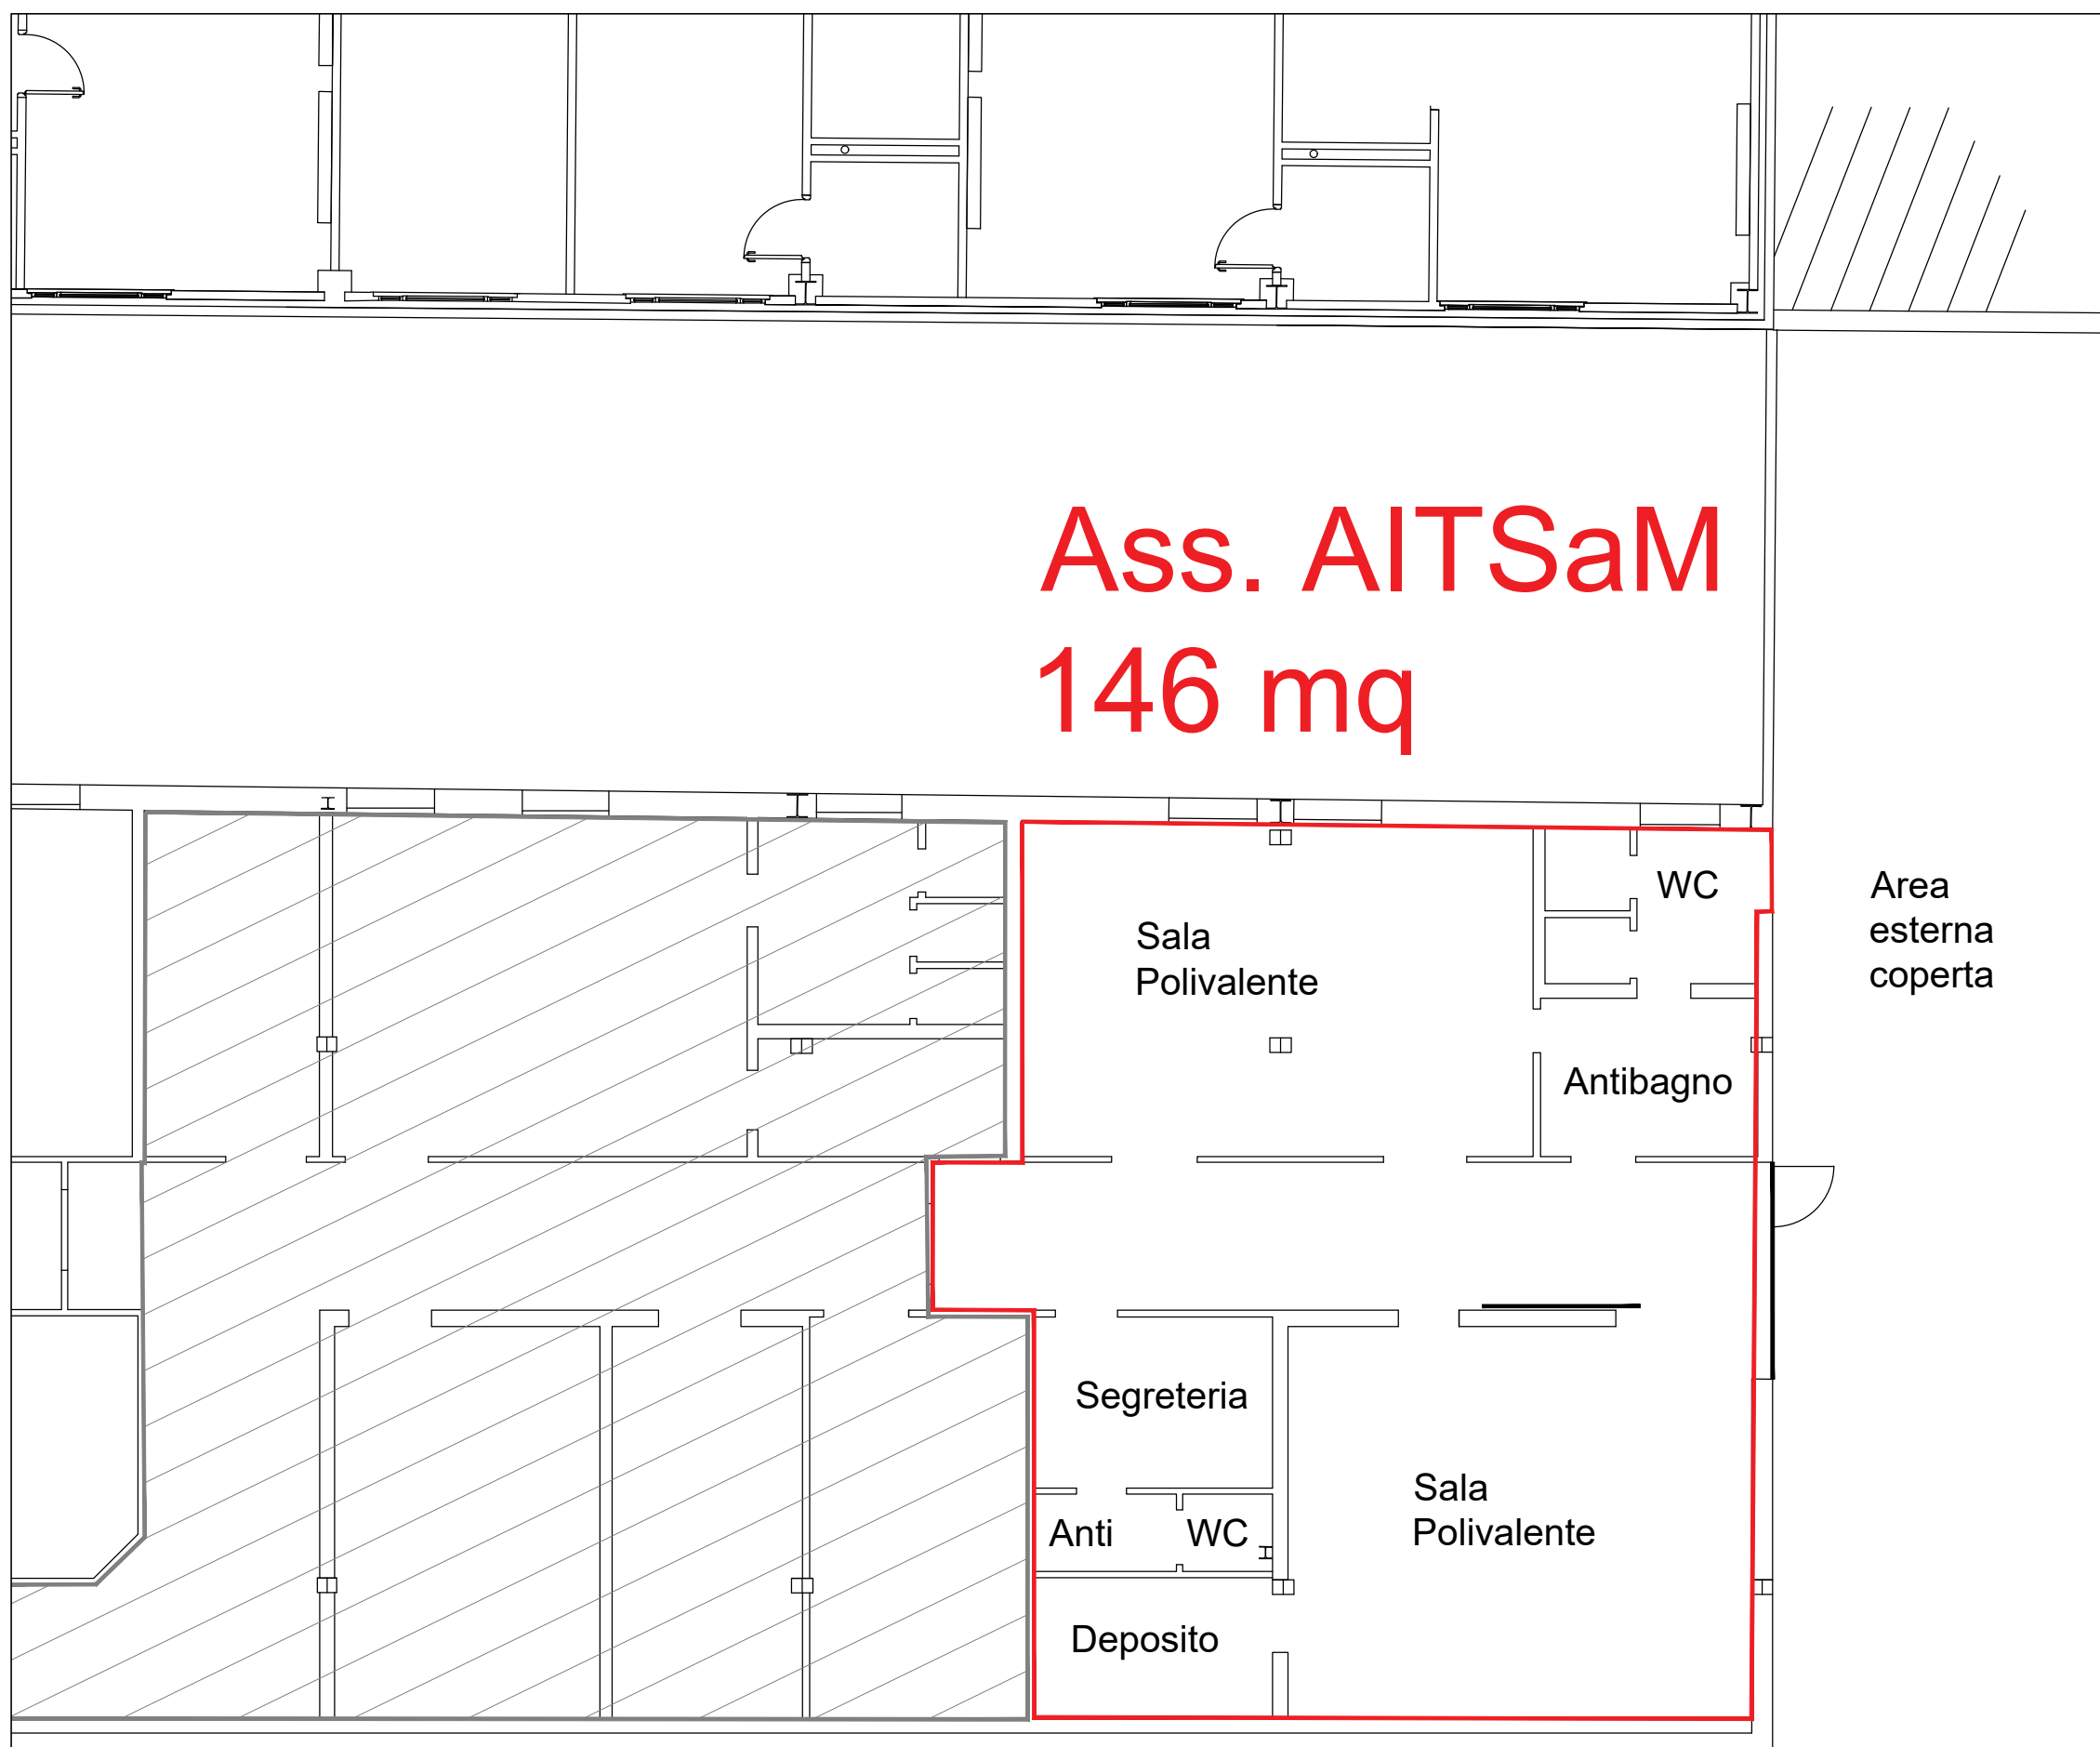 Ass. AITSaM
146 mq
WC
Area
esterna
coperta
Sala
Polivalente
Antibagno
Segreteria
Sala
Polivalente
Anti
WC
Deposito